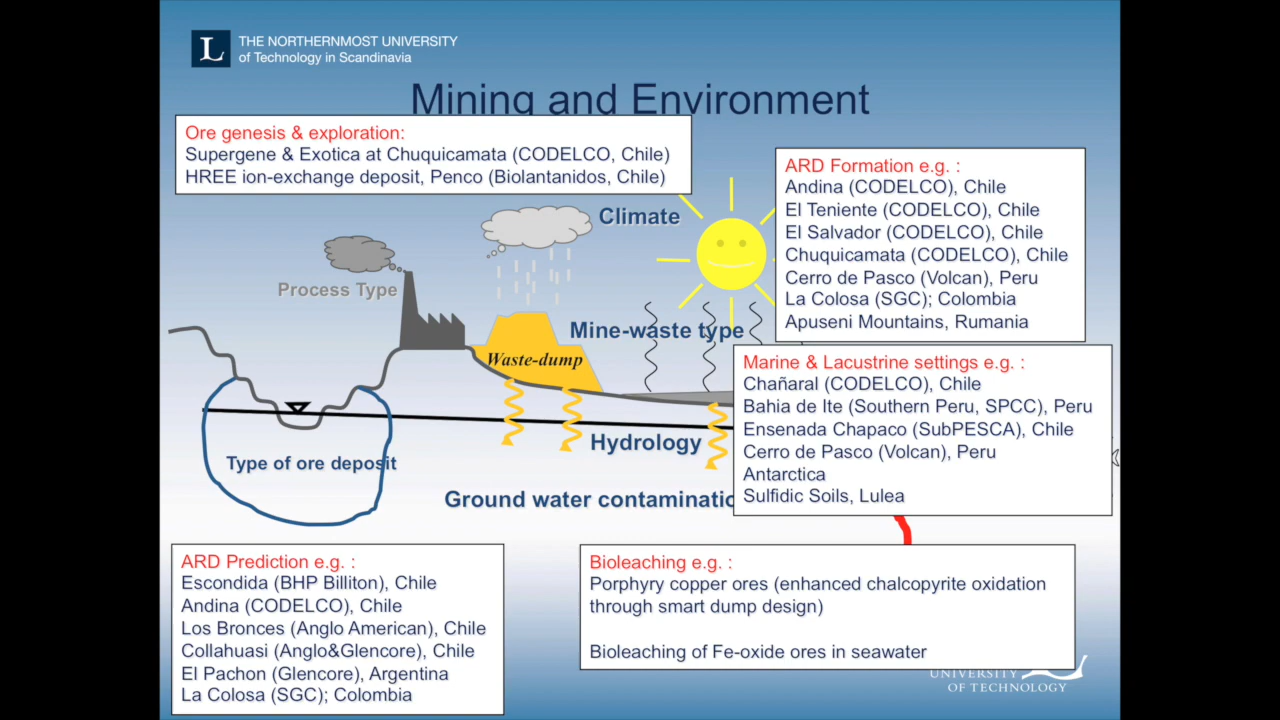 L
THE NORTHERNMOST UNIVERSITY
of Technology in Scandinavia
Mining and Environment
Ore genesis & exploration:
Supergene & Exotica at Chuquicamata (CODELCO, Chile)
HREE ion-exchange deposit, Penco (Biolantanidos, Chile)
ARD Formation e.g. :
Andina (CODELCO), Chile
El Teniente (CODELCO), Chile
El Salvador (CODELCO), Chile
Chuquicamata (CODELCO), Chile
Cerro de Pasco (Volcan), Peru
La Colosa (SGC); Colombia
Apuseni Mountains, Rumania
Climate
Process Type
Mine-waste type
Waste-dump
Marine & Lacustrine settings e.g. :
Chañaral (CODELCO), Chile
Bahia de Ite (Southern Peru, SPCC), Peru
Ensenada Chapaco (SubPESCA), Chile
Cerro de Pasco (Volcan), Peru
Antarctica
Sulfidic Soils, Lulea
Hydrology
Type of ore deposit
Ground water contaminatio
ARD Prediction e.g. :
Escondida (BHP Billiton), Chile
Andina (CODELCO), Chile
Los Bronces (Anglo American), Chile
Collahuasi (Anglo&Glencore), Chile
El Pachon (Glencore), Argentina
La Colosa (SGC); Colombia
Bioleaching e.g. :
Porphyry copper ores (enhanced chalcopyrite oxidation
through smart dump design)
Bioleaching of Fe-oxide ores in seawater
UNIVERSITY
OF TECHNOLOGY